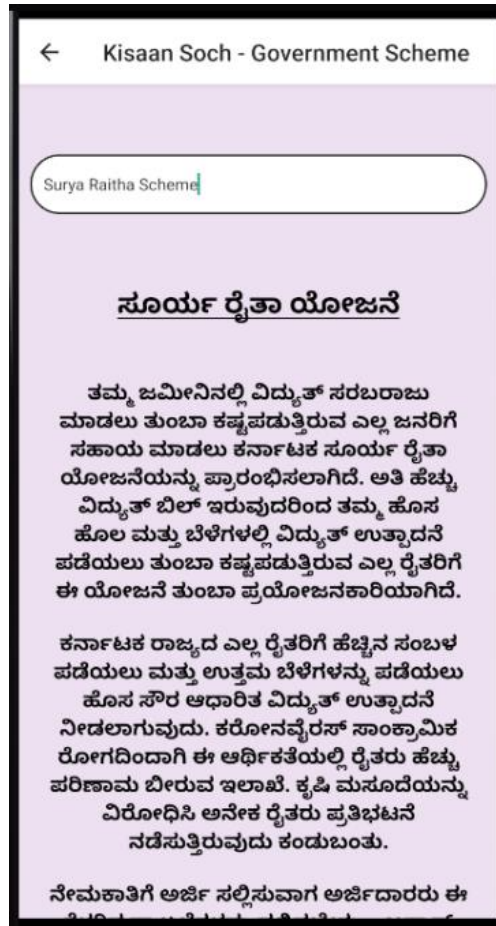 Kisaan Soch - Government Scheme
Surya Raitha Scheme
ಸೂರ್ಯ ರೈತಾ ಯೋಜನೆ
ತಮ್ಮ ಜಮೀನಿನಲ್ಲಿ ವಿದ್ಯುತ್ ಸರಬರಾಜು
ಮಾಡಲು ತುಂಬಾ ಕಷ್ಟಪಡುತ್ತಿರುವ ಎಲ್ಲ ಜನರಿಗೆ
ಸಹಾಯ ಮಾಡಲು ಕರ್ನಾಟಕ ಸೂರ್ಯ ರೈತಾ
ಯೋಜನೆಯನ್ನು ಪ್ರಾರಂಭಿಸಲಾಗಿದೆ. ಅತಿ ಹೆಚ್ಚು
ವಿದ್ಯುತ್ ಬಿಲ್ ಇರುವುದರಿಂದ ತಮ್ಮ ಹೊಸ
ಹೊಲ ಮತ್ತು ಬೆಳೆಗಳಲ್ಲಿ ವಿದ್ಯುತ್ ಉತ್ಪಾದನೆ
ಪಡೆಯಲು ತುಂಬಾ ಕಷ್ಟಪಡುತ್ತಿರುವ ಎಲ್ಲ ರೈತರಿಗೆ
ಈ ಯೋಜನೆ ತುಂಬಾ ಪ್ರಯೋಜನಕಾರಿಯಾಗಿದೆ.
ಕರ್ನಾಟಕ ರಾಜ್ಯದ ಎಲ್ಲ ರೈತರಿಗೆ ಹೆಚ್ಚಿನ ಸಂಬಳ
ಪಡೆಯಲು ಮತ್ತು ಉತ್ತಮ ಬೆಳೆಗಳನ್ನು ಪಡೆಯಲು
ಹೊಸ ಸೌರ ಆಧಾರಿತ ವಿದ್ಯುತ್ ಉತ್ಪಾದನೆ
ನೀಡಲಾಗುವುದು. ಕರೋನವೈರಸ್ ಸಾಂಕ್ರಾಮಿಕ
ರೋಗದಿಂದಾಗಿ ಈ ಆರ್ಥಿಕತೆಯಲ್ಲಿ ರೈತರು ಹೆಚ್ಚು
ಪರಿಣಾಮ ಬೀರುವ ಇಲಾಖೆ. ಕೃಷಿ ಮಸೂದೆಯನ್ನು
ವಿರೋಧಿಸಿ ಅನೇಕ ರೈತರು ಪ್ರತಿಭಟನೆ
ನಡೆಸುತ್ತಿರುವುದು ಕಂಡುಬಂತು.
ನೇಮಕಾತಿಗೆ ಅರ್ಜಿ ಸಲ್ಲಿಸುವಾಗ ಅರ್ಜಿದಾರರು ಈ